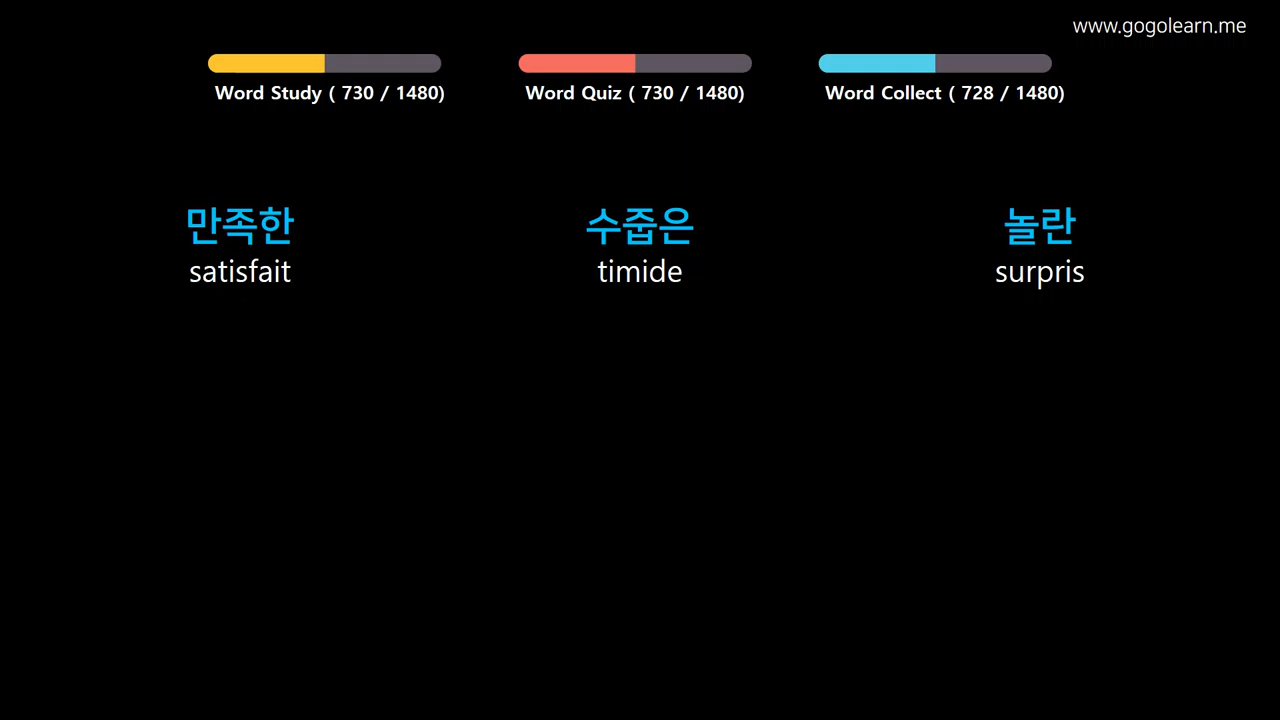 www.gogolearn.me
Word Study ( 730 / 1480)
Word Quiz ( 730 / 1480)
Word Collect ( 728 / 1480)
만족한
satisfait
수줍은
timide
놀란
surpris